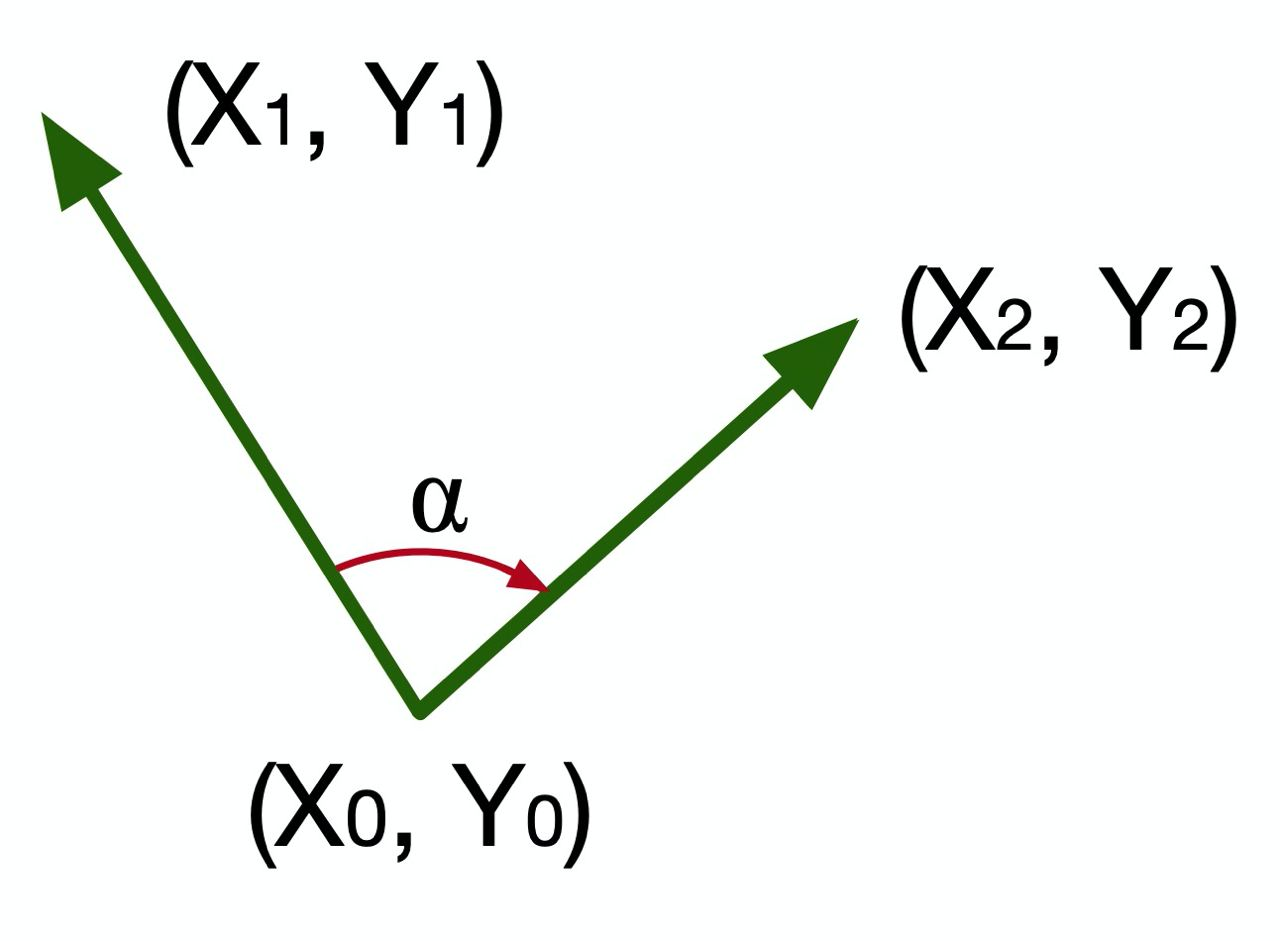 (X1, Y1)
(X2, Y2)
α
(X0, Y0)